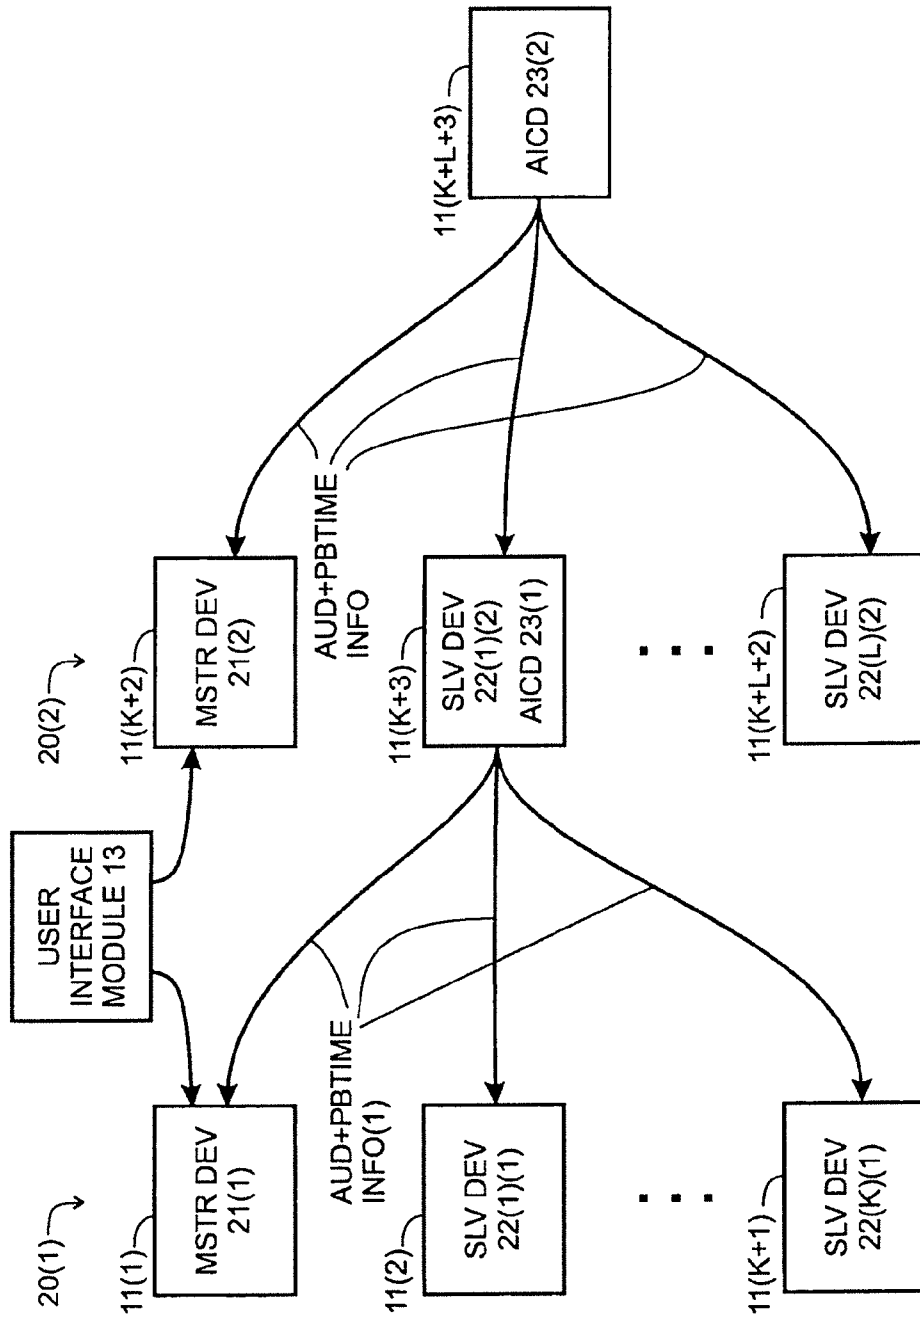 20(1)
11(1)
MSTR DEV
21(1)
USER
INTERFACE
MODULE 13
20(2)
11(K+2)
MSTR DEV
21(2)
AUD+PBTIME
INFO(1)
AUD+PBTIME
INFO
11(K+L+3)
AICD 23(2)
11(2)
SLV DEV
22(1)(1)
11(K+3)
SLV DEV
22(1)(2)
AICD 23(1)
. . .
. . .
11(K+1)
SLV DEV
22(K)(1)
11(K+L+2)
SLV DEV
22(L)(2)